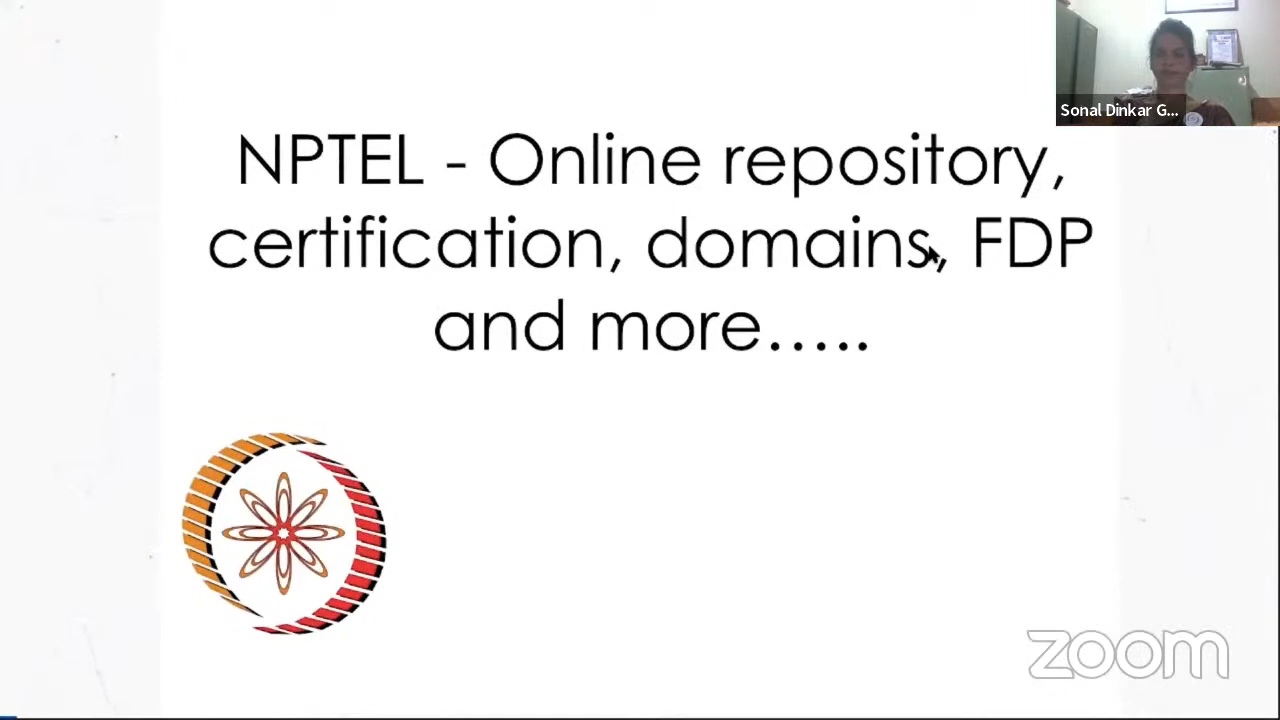 Sonal Dinkar G...
NPTEL - Online repository,
certification, domains, FDP
and more.....
zoom